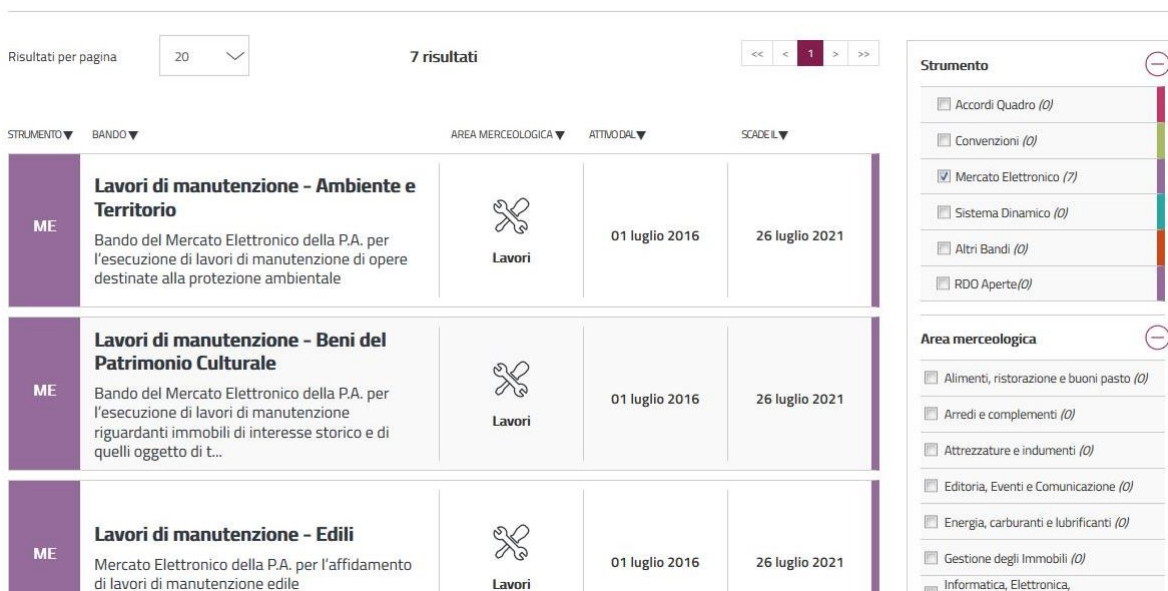 Risultati per pagina
20
7 risultati
<< < 1 > >>
STRUMENTO▼ BANDO▼ AREA MERCEOLOGICA▼ ATTIVO DAL▼ SCADE IL▼
ME
Lavori di manutenzione - Ambiente e
Territorio
Bando del Mercato Elettronico della P.A. per
l'esecuzione di lavori di manutenzione di opere
destinate alla protezione ambientale
Lavori
01 luglio 2016
26 luglio 2021
ME
Lavori di manutenzione - Beni del
Patrimonio Culturale
Bando del Mercato Elettronico della P.A. per
l'esecuzione di lavori di manutenzione
riguardanti immobili di interesse storico e di
quelli oggetto di t...
Lavori
01 luglio 2016
26 luglio 2021
ME
Lavori di manutenzione - Edili
Mercato Elettronico della P.A. per l'affidamento
di lavori di manutenzione edile
Lavori
01 luglio 2016
26 luglio 2021
Strumento
Accordi Quadro (0)
Convenzioni (0)
Mercato Elettronico (7)
Sistema Dinamico (0)
Altri Bandi (0)
RDO Aperte(0)
Area merceologica
Alimenti, ristorazione e buoni pasto (0)
Arredi e complementi (0)
Attrezzature e indumenti (0)
Editoria, Eventi e Comunicazione (0)
Energia, carburanti e lubrificanti (0)
Gestione degli Immobili (0)
Informatica, Elettronica,